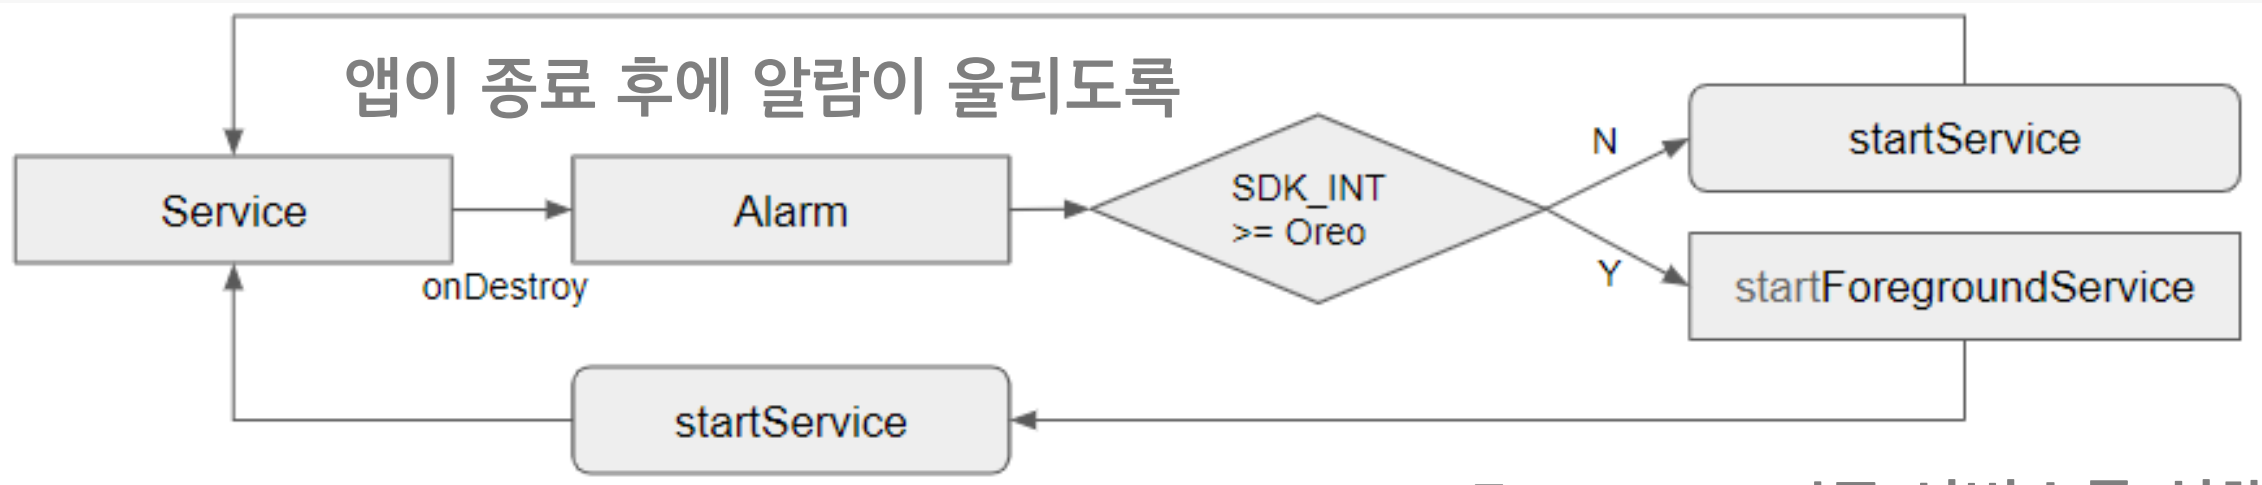 앱이 종료 후에 알람이 울리도록
Service
onDestroy
Alarm
SDK_INT
>= Oreo
N
startService
Y
startForegroundService
startService